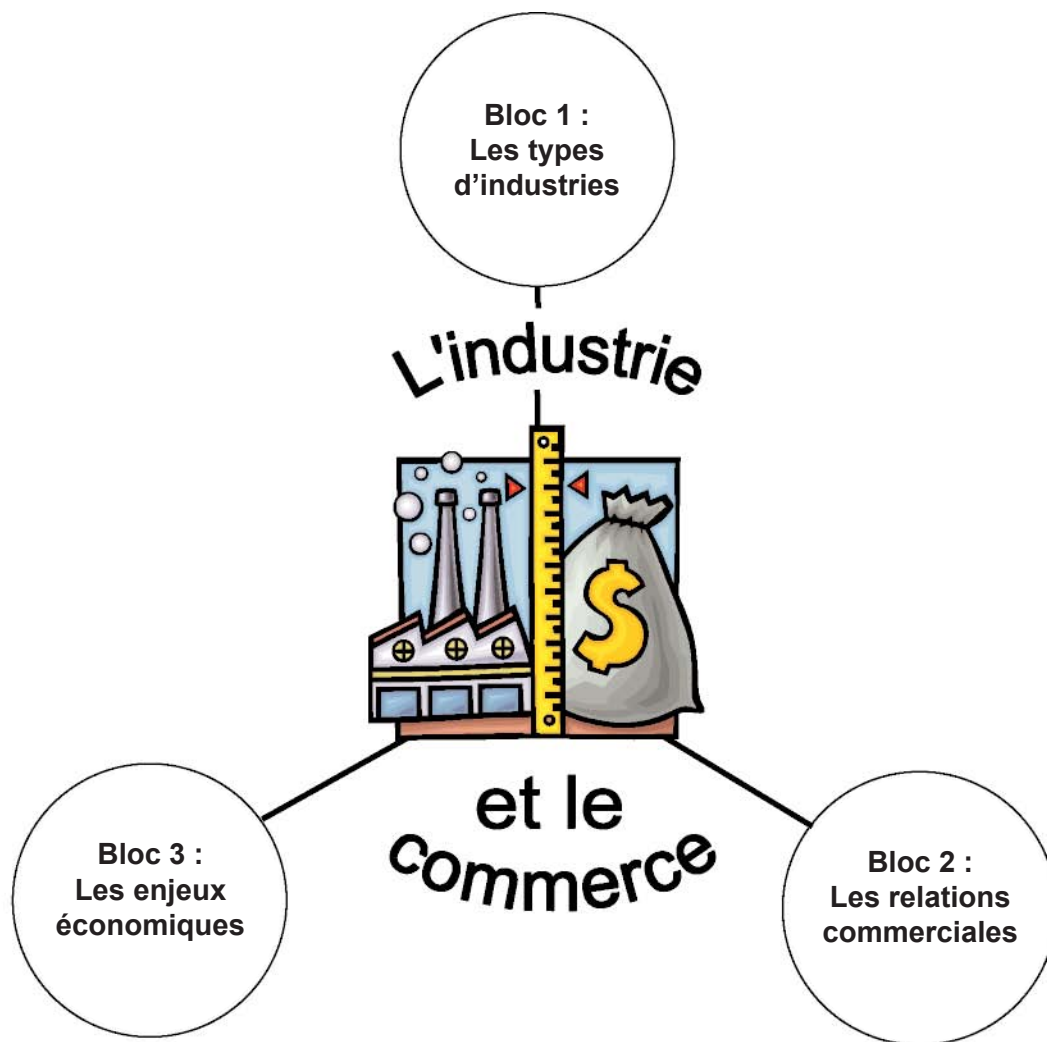 Bloc 1 :
Les types
d’industries
L'industrie
$
et le
commerce
Bloc 3 :
Les enjeux
économiques
Bloc 2 :
Les relations
commerciales